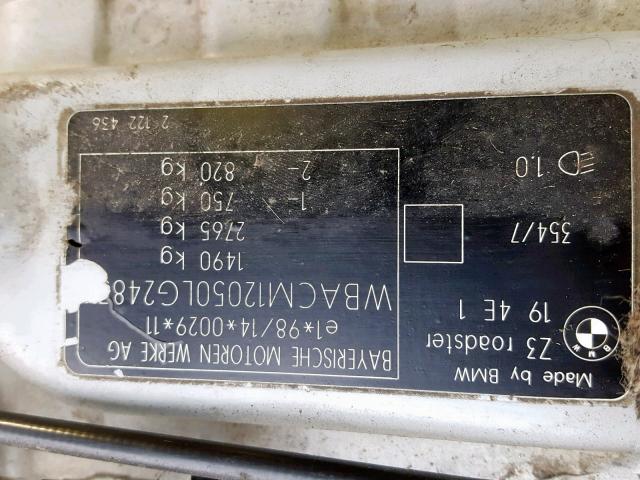 Made by BMW
Z3 roadster
19 4E 1
354/7
1.0
BMW
BAYERISCHE MOTOREN WERKE AG
e1*98/14*0029*11
WBACM12050LG248
1490 kg
2765 kg
1- 750 kg
2- 820 kg
2 122 436